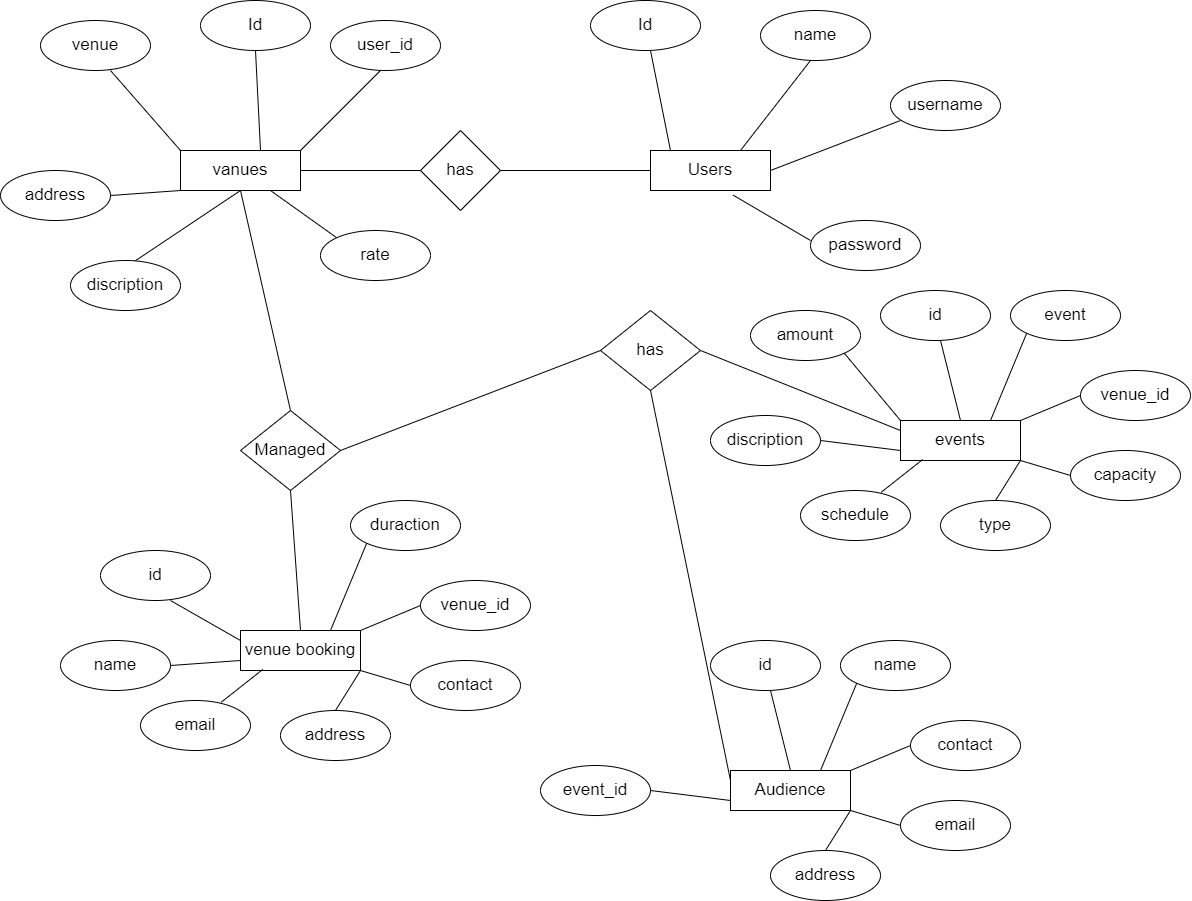 Id
Id
venue
user_id
name
username
vanues
has
Users
address
password
rate
discription
id
event
amount
has
venue_id
discription
events
Managed
capacity
schedule
type
duraction
id
venue_id
venue booking
name
id
name
contact
email
address
contact
event_id
Audience
email
address